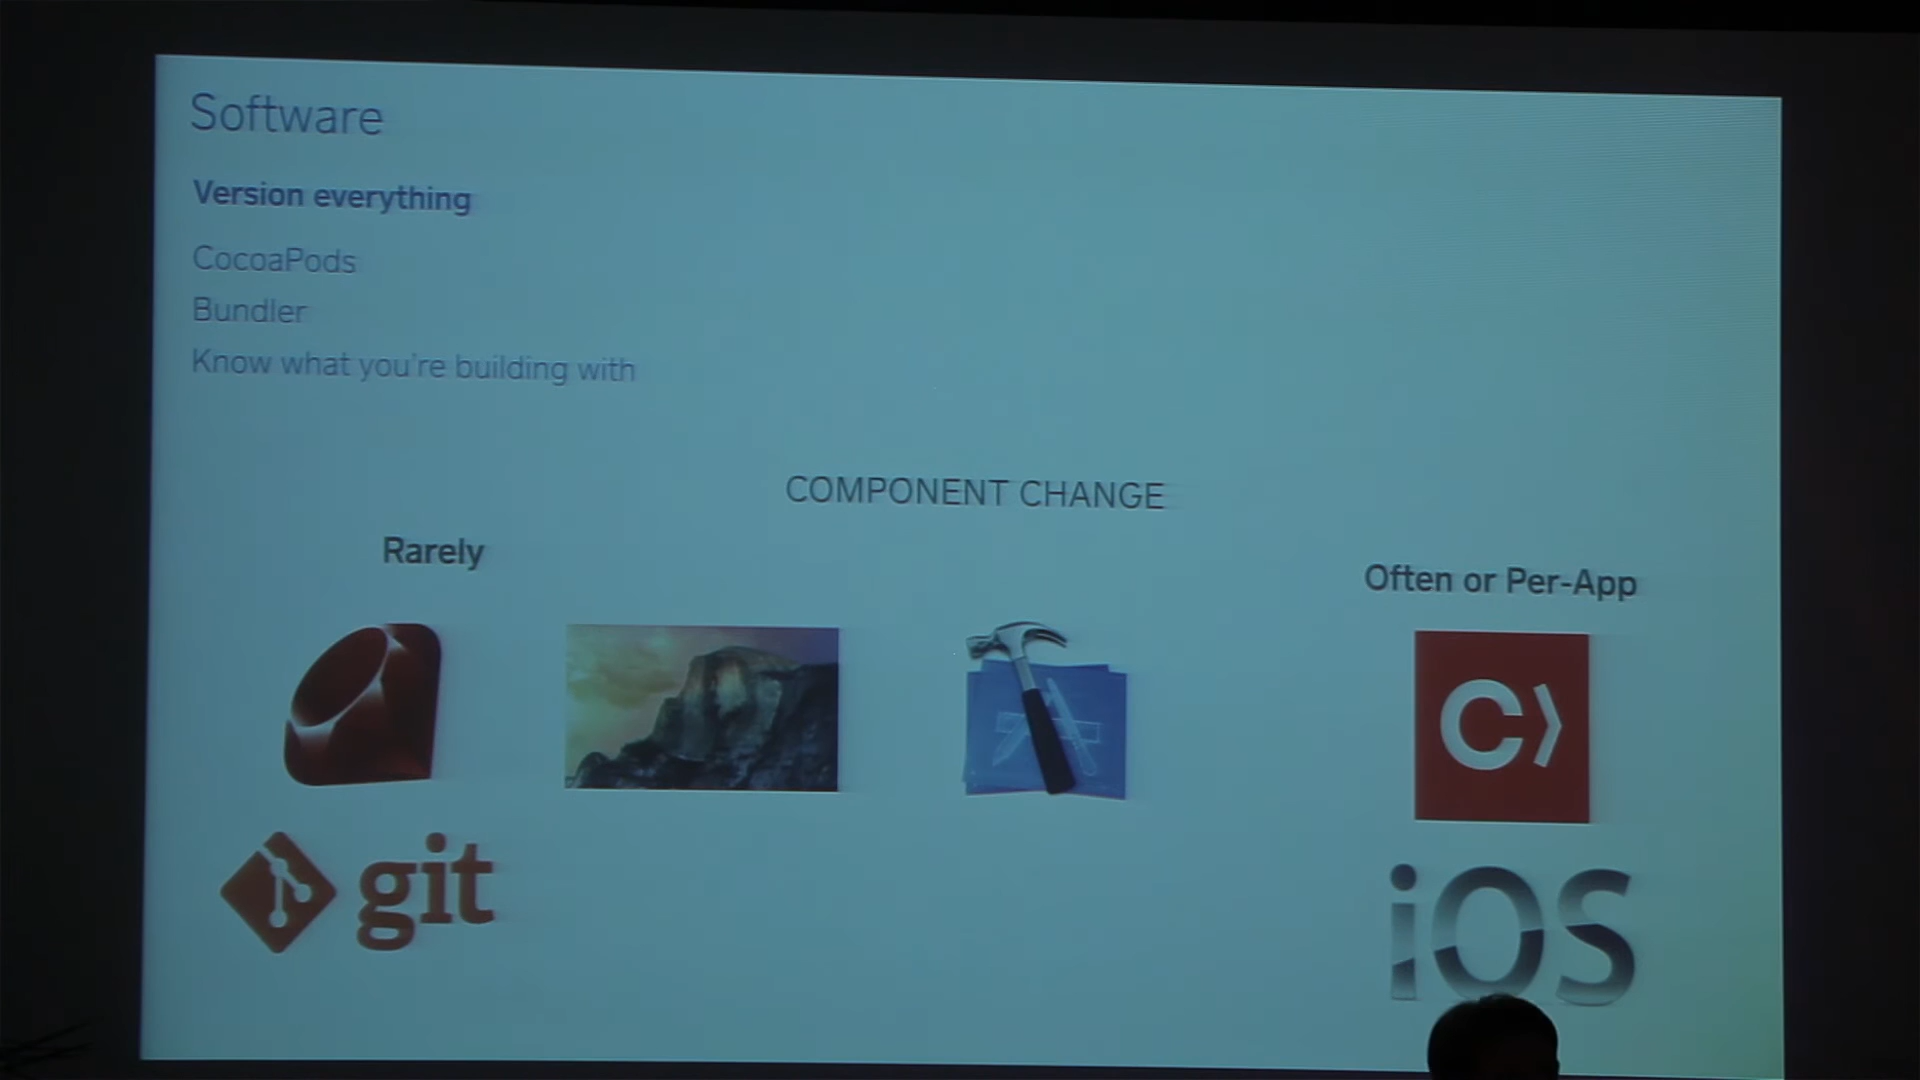 Software
Version everything
CocoaPods
Bundler
Know what you're building with
COMPONENT CHANGE
Rarely
Often or Per-App
C
git
iOS